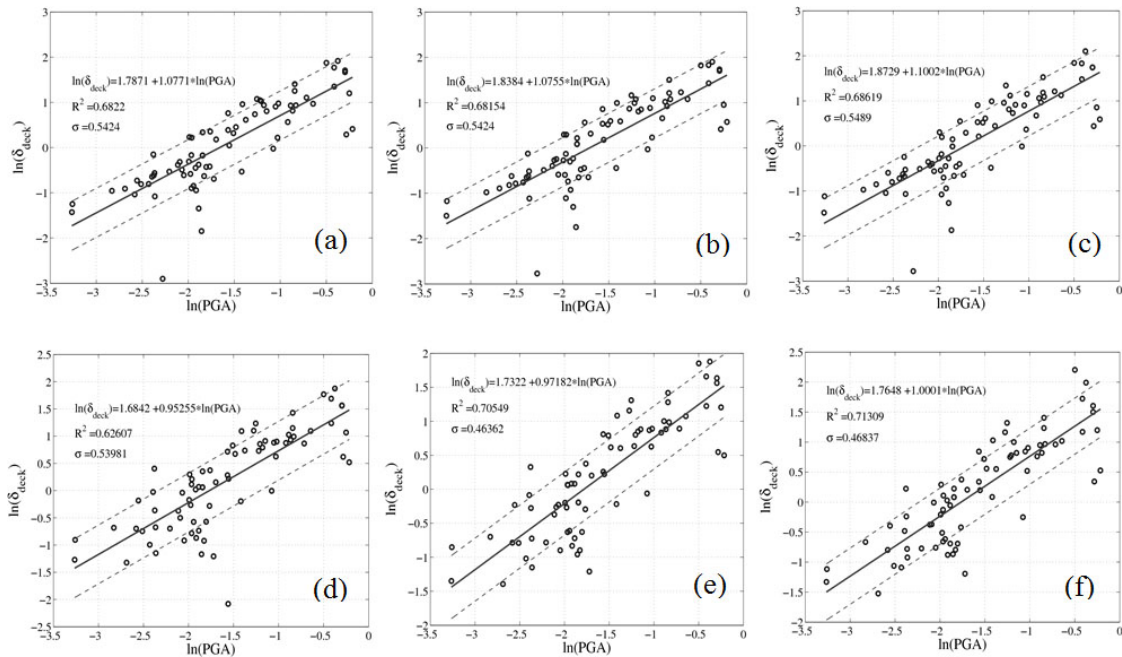 ln(δdeck)=1.7871 +1.0771*ln(PGA)
R² =0.6822
σ =0.5424
(a)
ln(δdeck)
3
2
1
0
−1
−2
−3
−3.5 −3 −2.5 −2 −1.5 −1 −0.5 0
ln(PGA)
ln(δdeck)=1.8384 +1.0755*ln(PGA)
R² =0.68154
σ =0.5424
(b)
ln(δdeck)
3
2
1
0
−1
−2
−3
−3.5 −3 −2.5 −2 −1.5 −1 −0.5 0
ln(PGA)
ln(δdeck)=1.8729 +1.1002*ln(PGA)
R² =0.68619
σ =0.5489
(c)
ln(δdeck)
3
2
1
0
−1
−2
−3
−3.5 −3 −2.5 −2 −1.5 −1 −0.5 0
ln(PGA)
ln(δdeck)=1.6842 +0.95255*ln(PGA)
R² =0.62607
σ =0.53981
(d)
ln(δdeck)
2.5
2
1.5
1
0.5
0
−0.5
−1
−1.5
−2
−2.5
−3.5 −3 −2.5 −2 −1.5 −1 −0.5 0
ln(PGA)
ln(δdeck)=1.7322 +0.97182*ln(PGA)
R² =0.70549
σ =0.46362
(e)
ln(δdeck)
2
1.5
1
0.5
0
−0.5
−1
−1.5
−2
−3.5 −3 −2.5 −2 −1.5 −1 −0.5 0
ln(PGA)
ln(δdeck)=1.7648 +1.0001*ln(PGA)
R² =0.71309
σ =0.46837
(f)
ln(δdeck)
2.5
2
1.5
1
0.5
0
−0.5
−1
−1.5
−2
−3.5 −3 −2.5 −2 −1.5 −1 −0.5 0
ln(PGA)